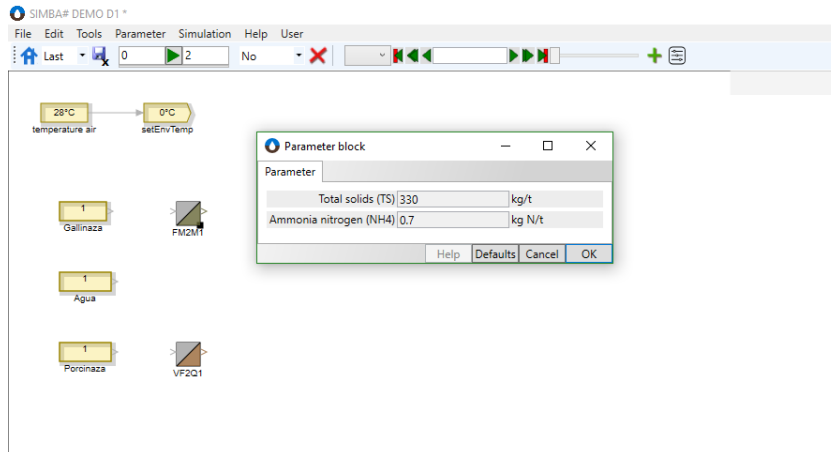 SIMBA# DEMO D1 *
File Edit Tools Parameter Simulation Help User
Last 0 2 No
28°C 0°C
temperature air setEnvTemp
Parameter block
Parameter
Total solids (TS) 330 kg/t
Ammonia nitrogen (NH4) 0.7 kg N/t
Help Defaults Cancel OK
1
Gallinaza FM2M1
1
Agua
1
Porcinaza VF2Q1